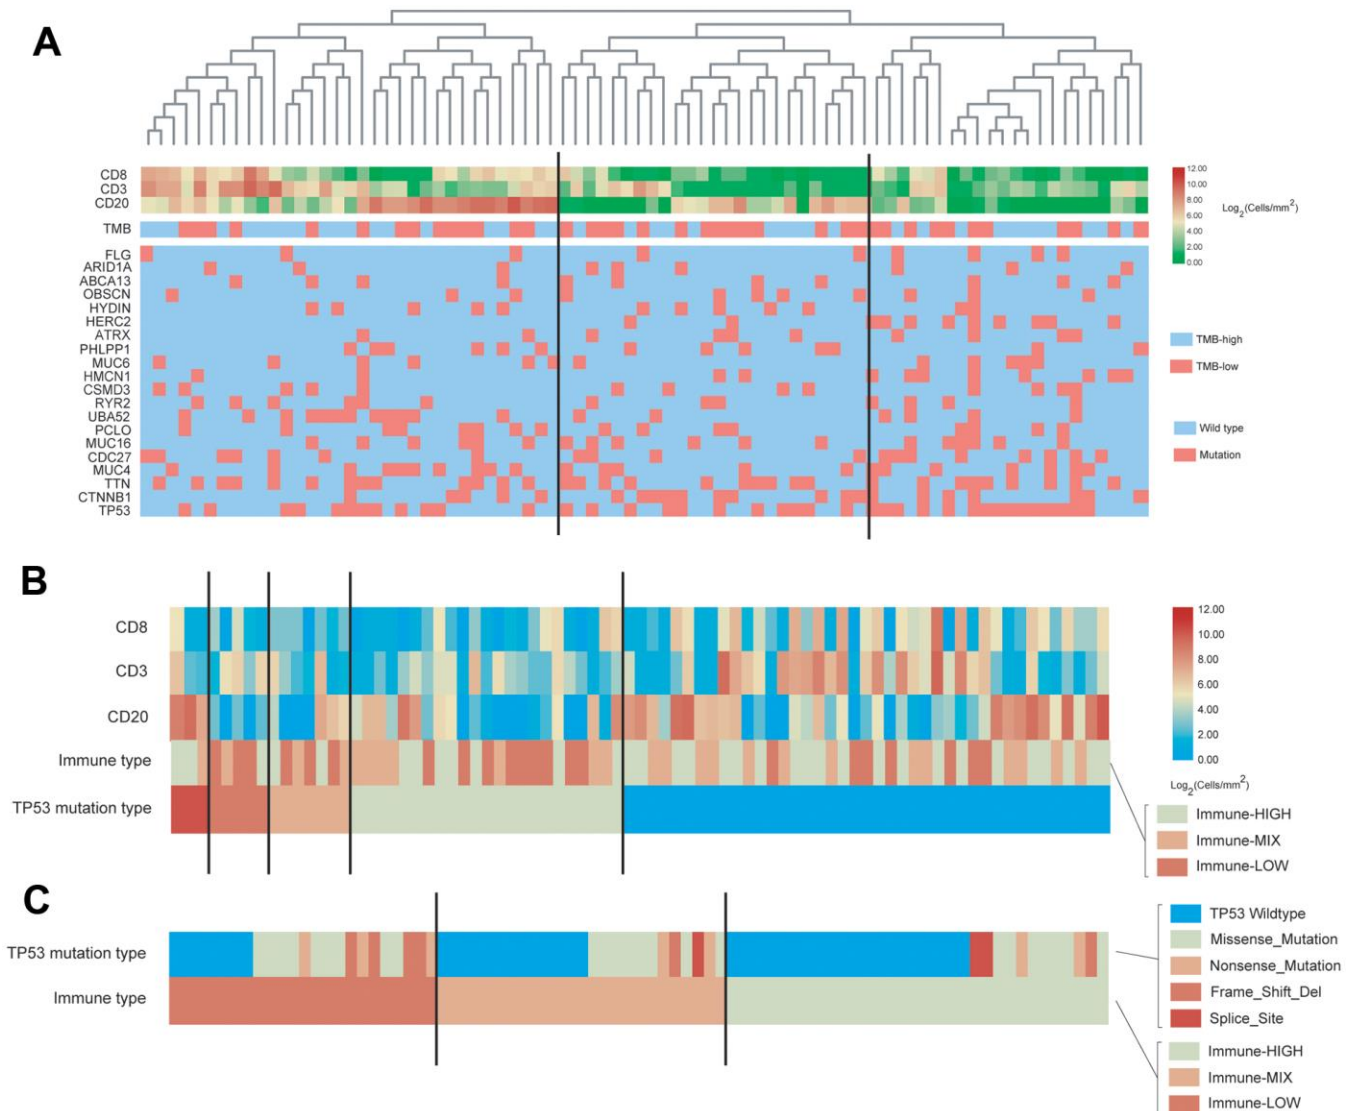 A
CD8
CD3
CD20
TMB
FLG
ARID1A
ABCA13
OBSCN
HYDIN
HERC2
ATRX
PHLPP1
MUC6
HMCN1
CSMD3
RYR2
UBA52
PCLO
MUC16
CDC27
MUC4
TTN
CTNNB1
TP53
12.00
10.00
8.00
6.00
4.00
2.00
0.00
Log2(Cells/mm2)
TMB-high
TMB-low
Wild type
Mutation
B
CD8
CD3
CD20
Immune type
TP53 mutation type
12.00
10.00
8.00
6.00
4.00
2.00
0.00
Log2(Cells/mm2)
Immune-HIGH
Immune-MIX
Immune-LOW
C
TP53 mutation type
Immune type
TP53 Wildtype
Missense_Mutation
Nonsense_Mutation
Frame_Shift_Del
Splice_Site
Immune-HIGH
Immune-MIX
Immune-LOW